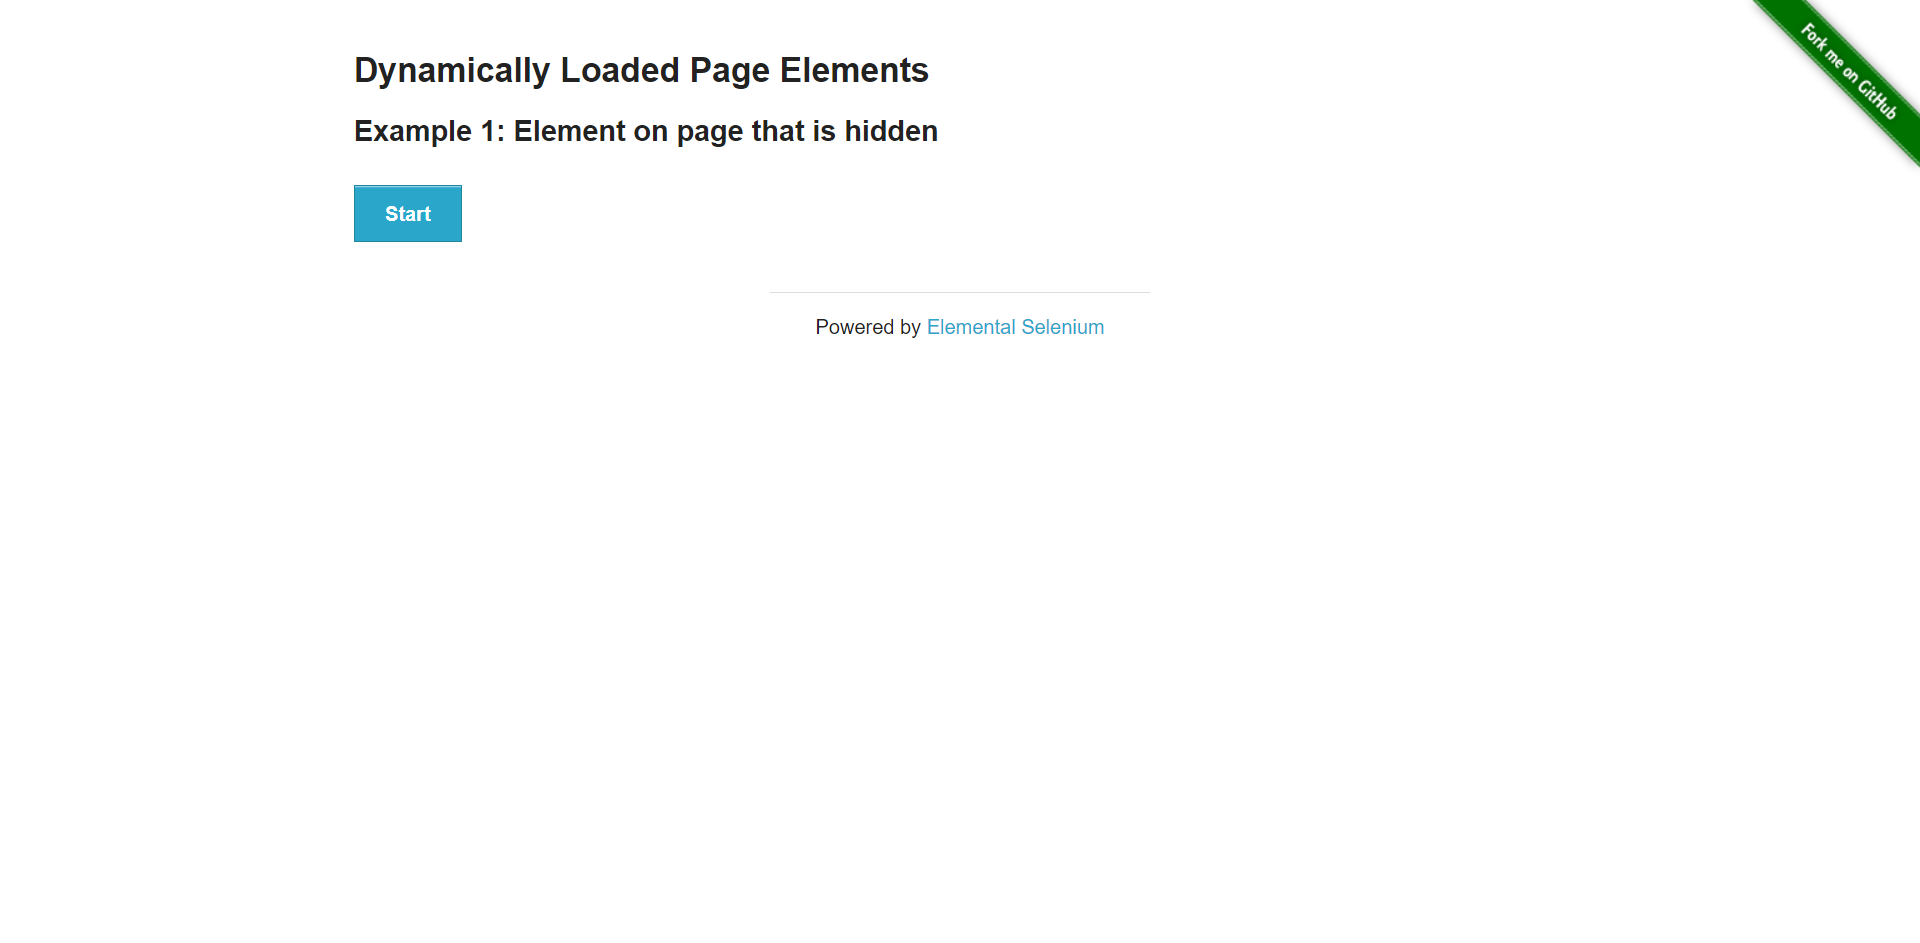 Dynamically Loaded Page Elements
Example 1: Element on page that is hidden
Start
Powered by Elemental Selenium
Fork me on GitHub